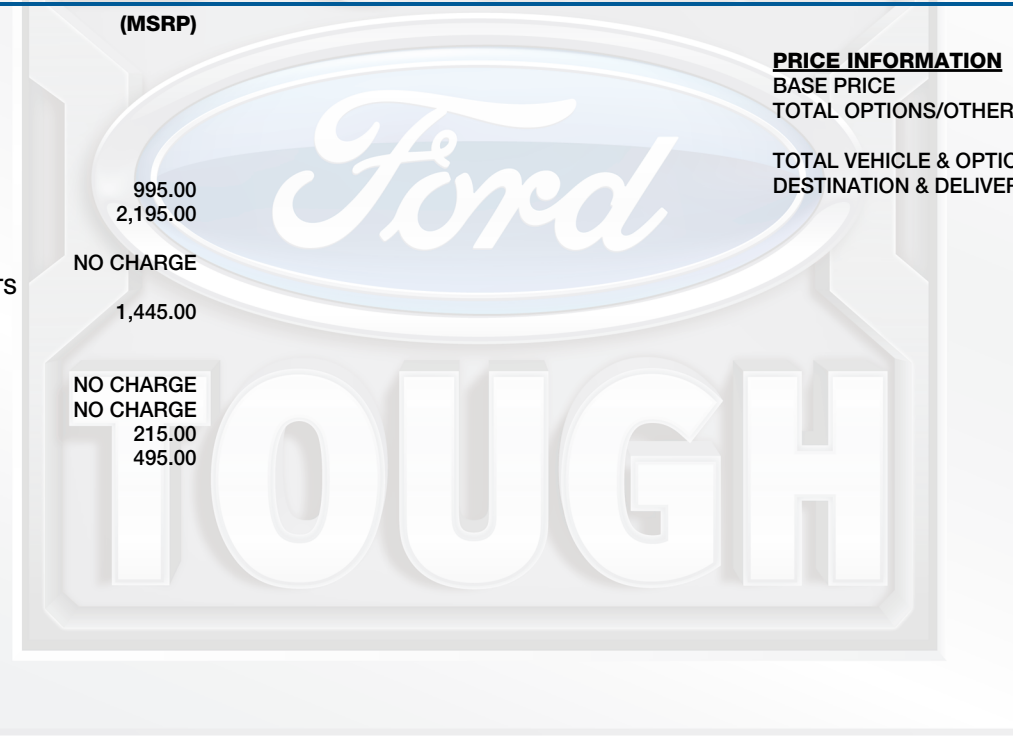 (MSRP)
995.00
2,195.00
NO CHARGE
TS
1,445.00
NO CHARGE
NO CHARGE
215.00
495.00
PRICE INFORMATION
BASE PRICE
TOTAL OPTIONS/OTHER
TOTAL VEHICLE & OPTIO
DESTINATION & DELIVER
Ford
TOUGH